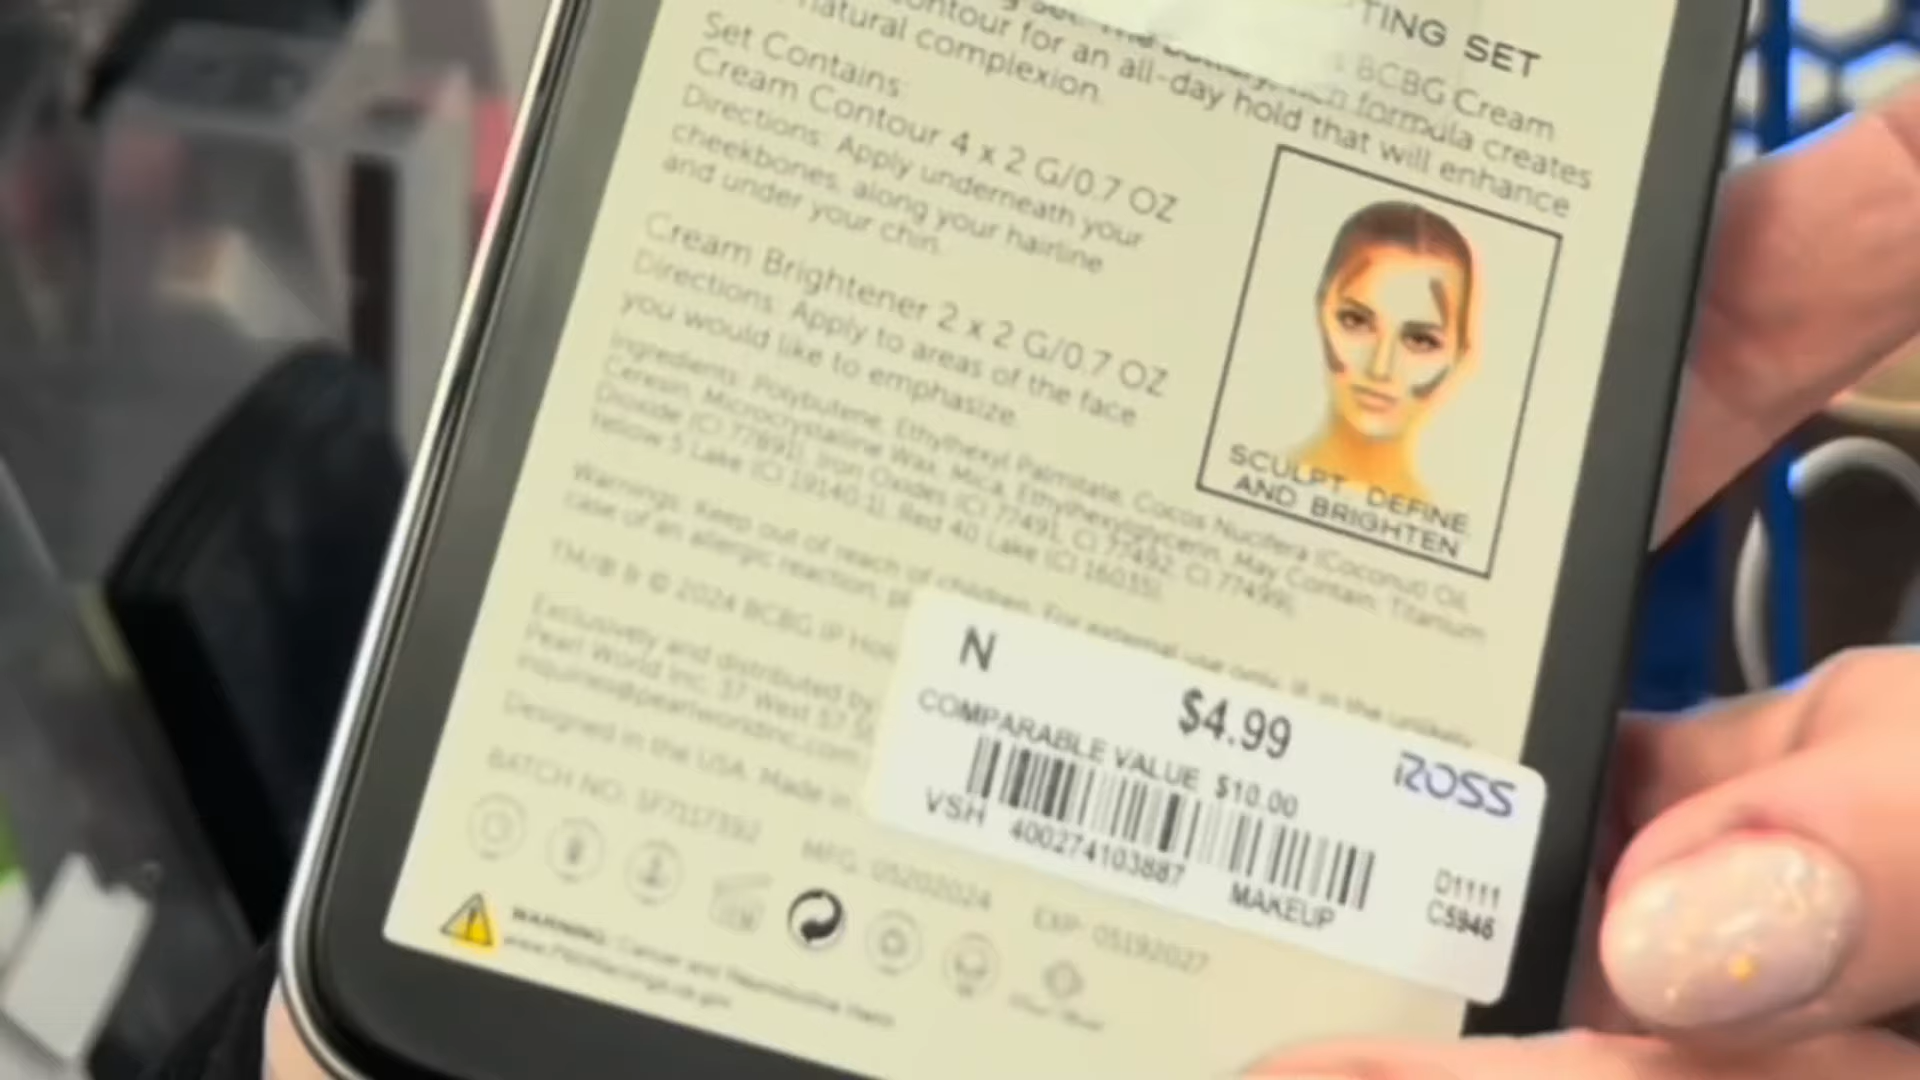 TING SET
BCBG Cream
formula creates
contour for an all-day hold that will enhance
natural complexion.
Set Contains:
Cream Contour 4 x 2 G/0.7 OZ
Directions: Apply underneath your
cheekbones, along your hairline
and under your chin.
Cream Brightener 2 x 2 G/0.7 OZ
Directions: Apply to areas of the face
you would like to emphasize.
Ingredients: Polybutene, Ethylhexyl Palmitate, Cocos Nucifera (Coconut) Oil,
Ceresin, Microcrystalline Wax, Mica, Ethylhexylglycerin, May Contain: Titanium
Dioxide (CI 77891), Iron Oxides (CI 77491, CI 77492, CI 77499),
Yellow 5 Lake (CI 19140:1), Red 40 Lake (CI 16035).
Warnings: Keep out of reach of children. For external use only. If in the unlikely
case of an allergic reaction,
TM/® & © 2024 BCBG IP Hol
Exclusively and distributed by
Pearl World Inc. 37 West 37 St
inquiries@pearlworldinc.com
Designed in the USA. Made in
BATCH NO: SF7117392 MFG: 05202024 EXP: 05192027
WARNING: Cancer and Reproductive Harm
SCULPT, DEFINE
AND BRIGHTEN
N
$4.99
COMPARABLE VALUE $10.00
ROSS
VSH 400274103887
MAKEUP
D1111
C5946